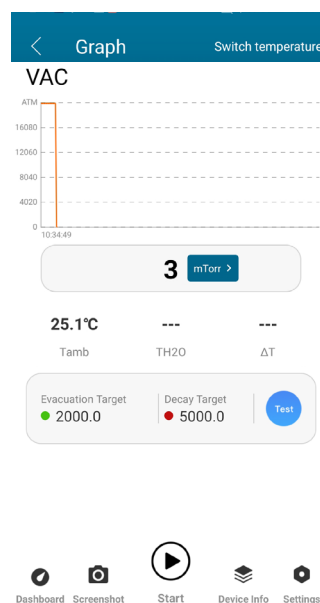 Graph Switch temperature
VAC
ATM
16080
12060
8040
4020
0
10:34:49
3 mTorr >
25.1℃ --- ---
Tamb TH2O ΔT
Evacuation Target Decay Target
2000.0 5000.0 Test
Dashboard Screenshot Start Device Info Settings